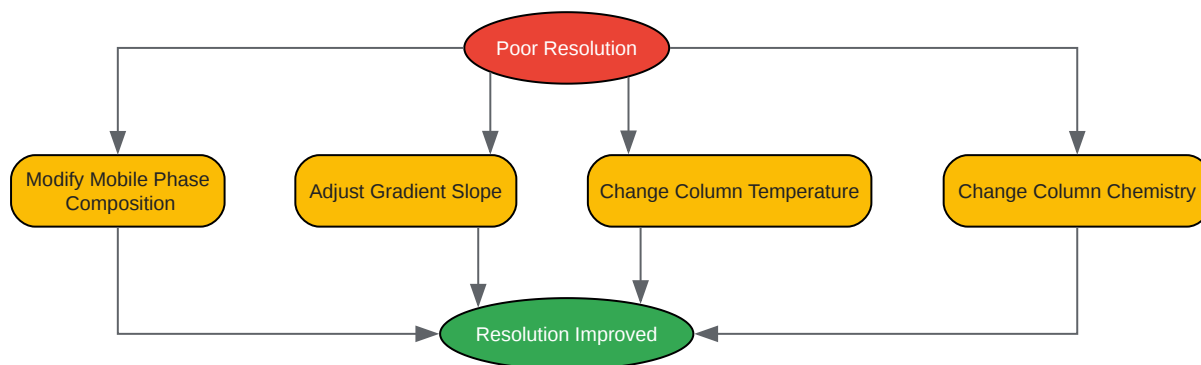 Poor Resolution
Modify Mobile Phase
Composition
Adjust Gradient Slope
Change Column Temperature
Change Column Chemistry
Resolution Improved